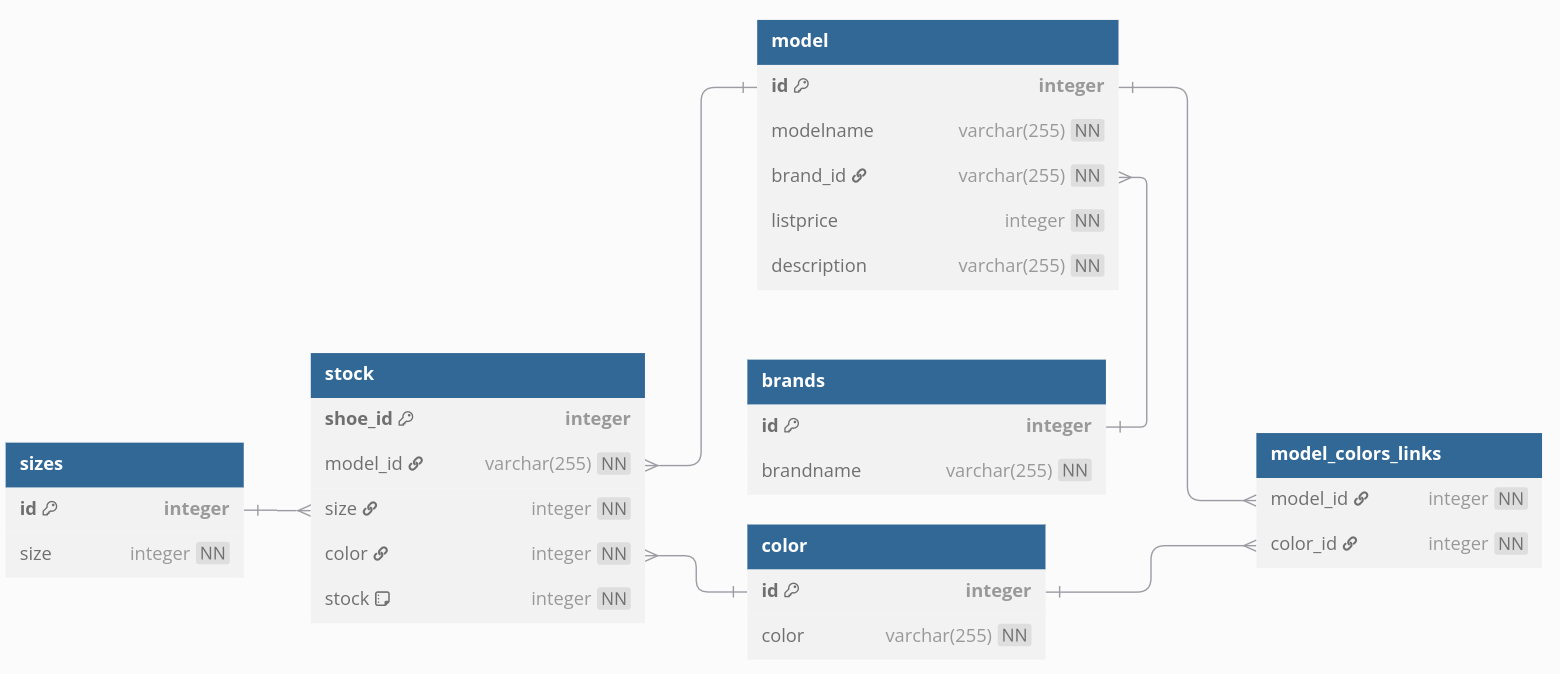 model
id integer
modelname varchar(255) NN
brand_id varchar(255) NN
listprice integer NN
description varchar(255) NN
stock
shoe_id integer
model_id varchar(255) NN
size integer NN
color integer NN
stock integer NN
brands
id integer
brandname varchar(255) NN
sizes
id integer
size integer NN
model_colors_links
model_id integer NN
color_id integer NN
color
id integer
color varchar(255) NN